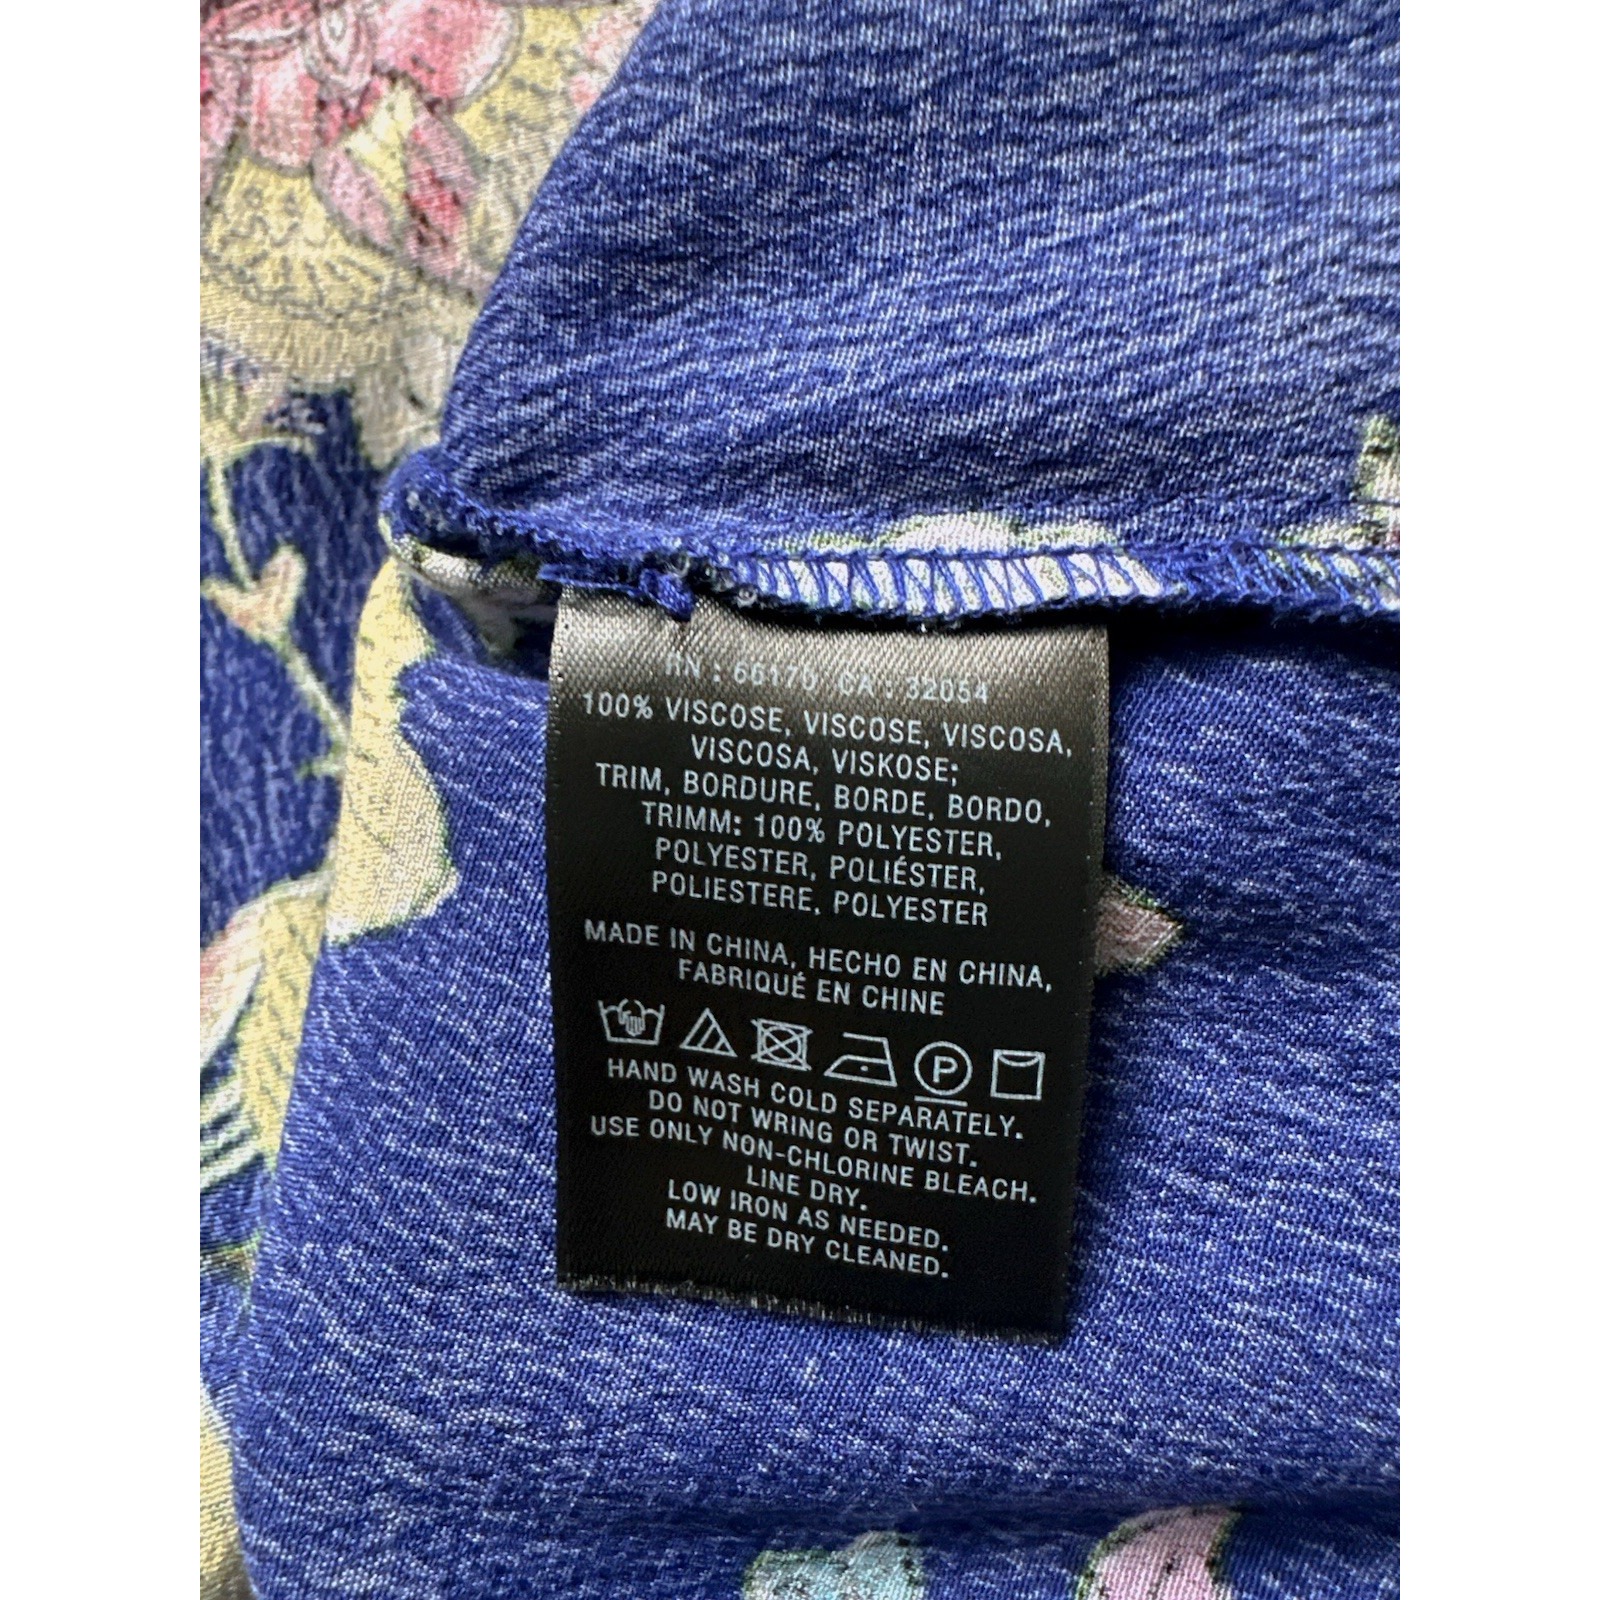 RN : 66170 CA : 32054
100% VISCOSE, VISCOSE, VISCOSA,
VISCOSA, VISKOSE;
TRIM, BORDURE, BORDE, BORDO,
TRIMM: 100% POLYESTER,
POLYESTER, POLIÉSTER,
POLIESTERE, POLYESTER
MADE IN CHINA, HECHO EN CHINA,
FABRIQUÉ EN CHINE
P
HAND WASH COLD SEPARATELY.
DO NOT WRING OR TWIST.
USE ONLY NON-CHLORINE BLEACH.
LINE DRY.
LOW IRON AS NEEDED.
MAY BE DRY CLEANED.